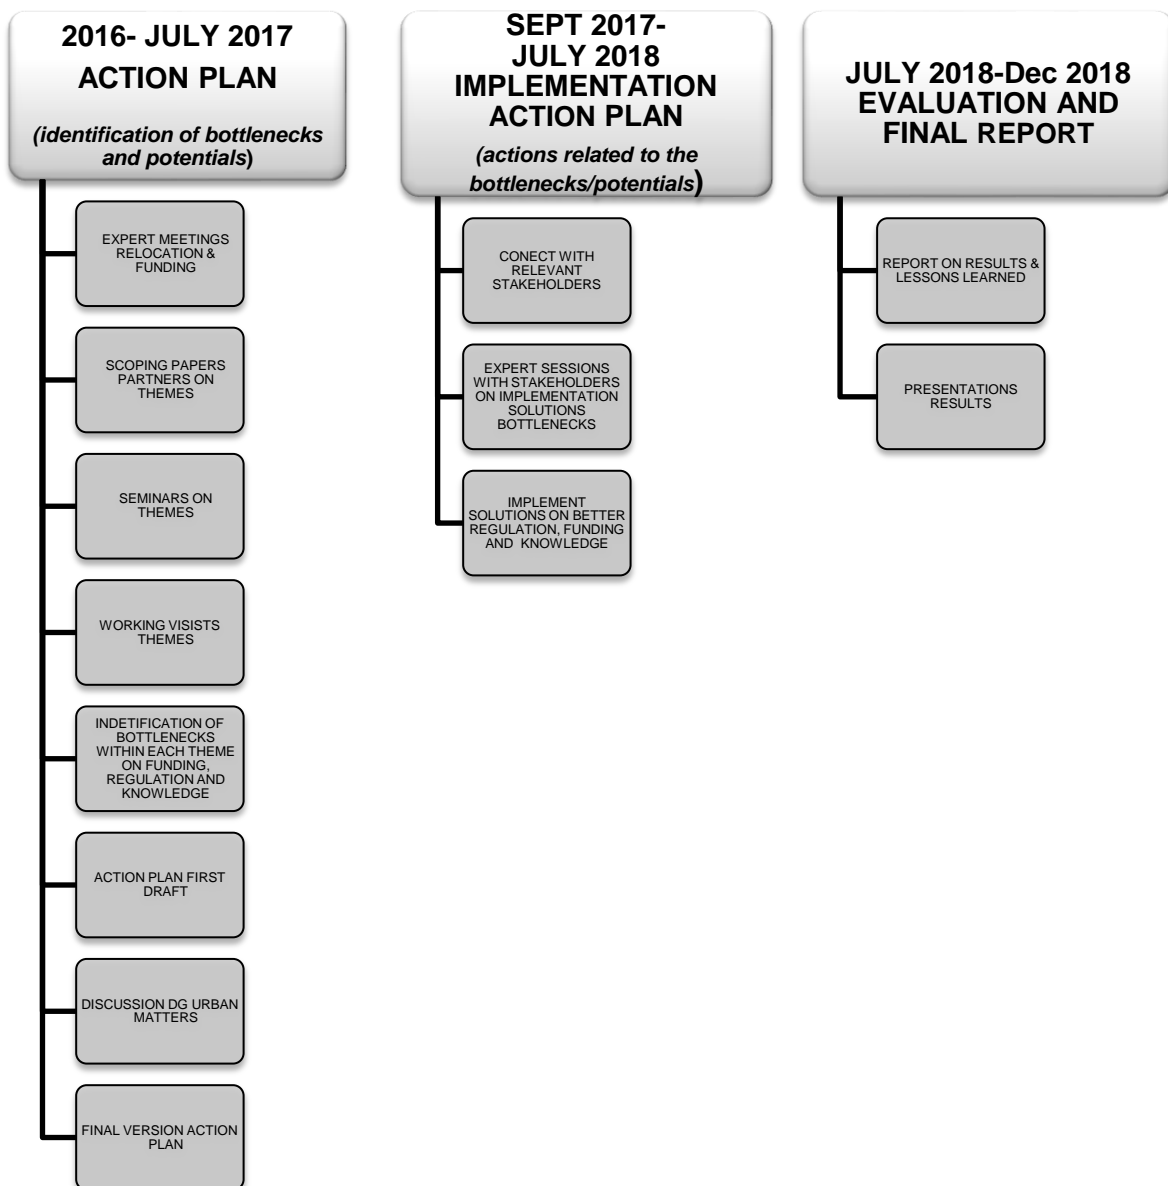 2016- JULY 2017
ACTION PLAN
(identification of bottlenecks
and potentials)
EXPERT MEETINGS
RELOCATION &
FUNDING
SCOPING PAPERS
PARTNERS ON
THEMES
SEMINARS ON
THEMES
WORKING VISISTS
THEMES
INDETIFICATION OF
BOTTLENECKS
WITHIN EACH THEME
ON FUNDING,
REGULATION AND
KNOWLEDGE
ACTION PLAN FIRST
DRAFT
DISCUSSION DG URBAN
MATTERS
FINAL VERSION ACTION
PLAN
SEPT 2017-
JULY 2018
IMPLEMENTATION
ACTION PLAN
(actions related to the
bottlenecks/potentials)
CONECT WITH
RELEVANT
STAKEHOLDERS
EXPERT SESSIONS
WITH STAKEHOLDERS
ON IMPLEMENTATION
SOLUTIONS
BOTTLENECKS
IMPLEMENT
SOLUTIONS ON BETTER
REGULATION, FUNDING
AND KNOWLEDGE
JULY 2018-Dec 2018
EVALUATION AND
FINAL REPORT
REPORT ON RESULTS &
LESSONS LEARNED
PRESENTATIONS
RESULTS